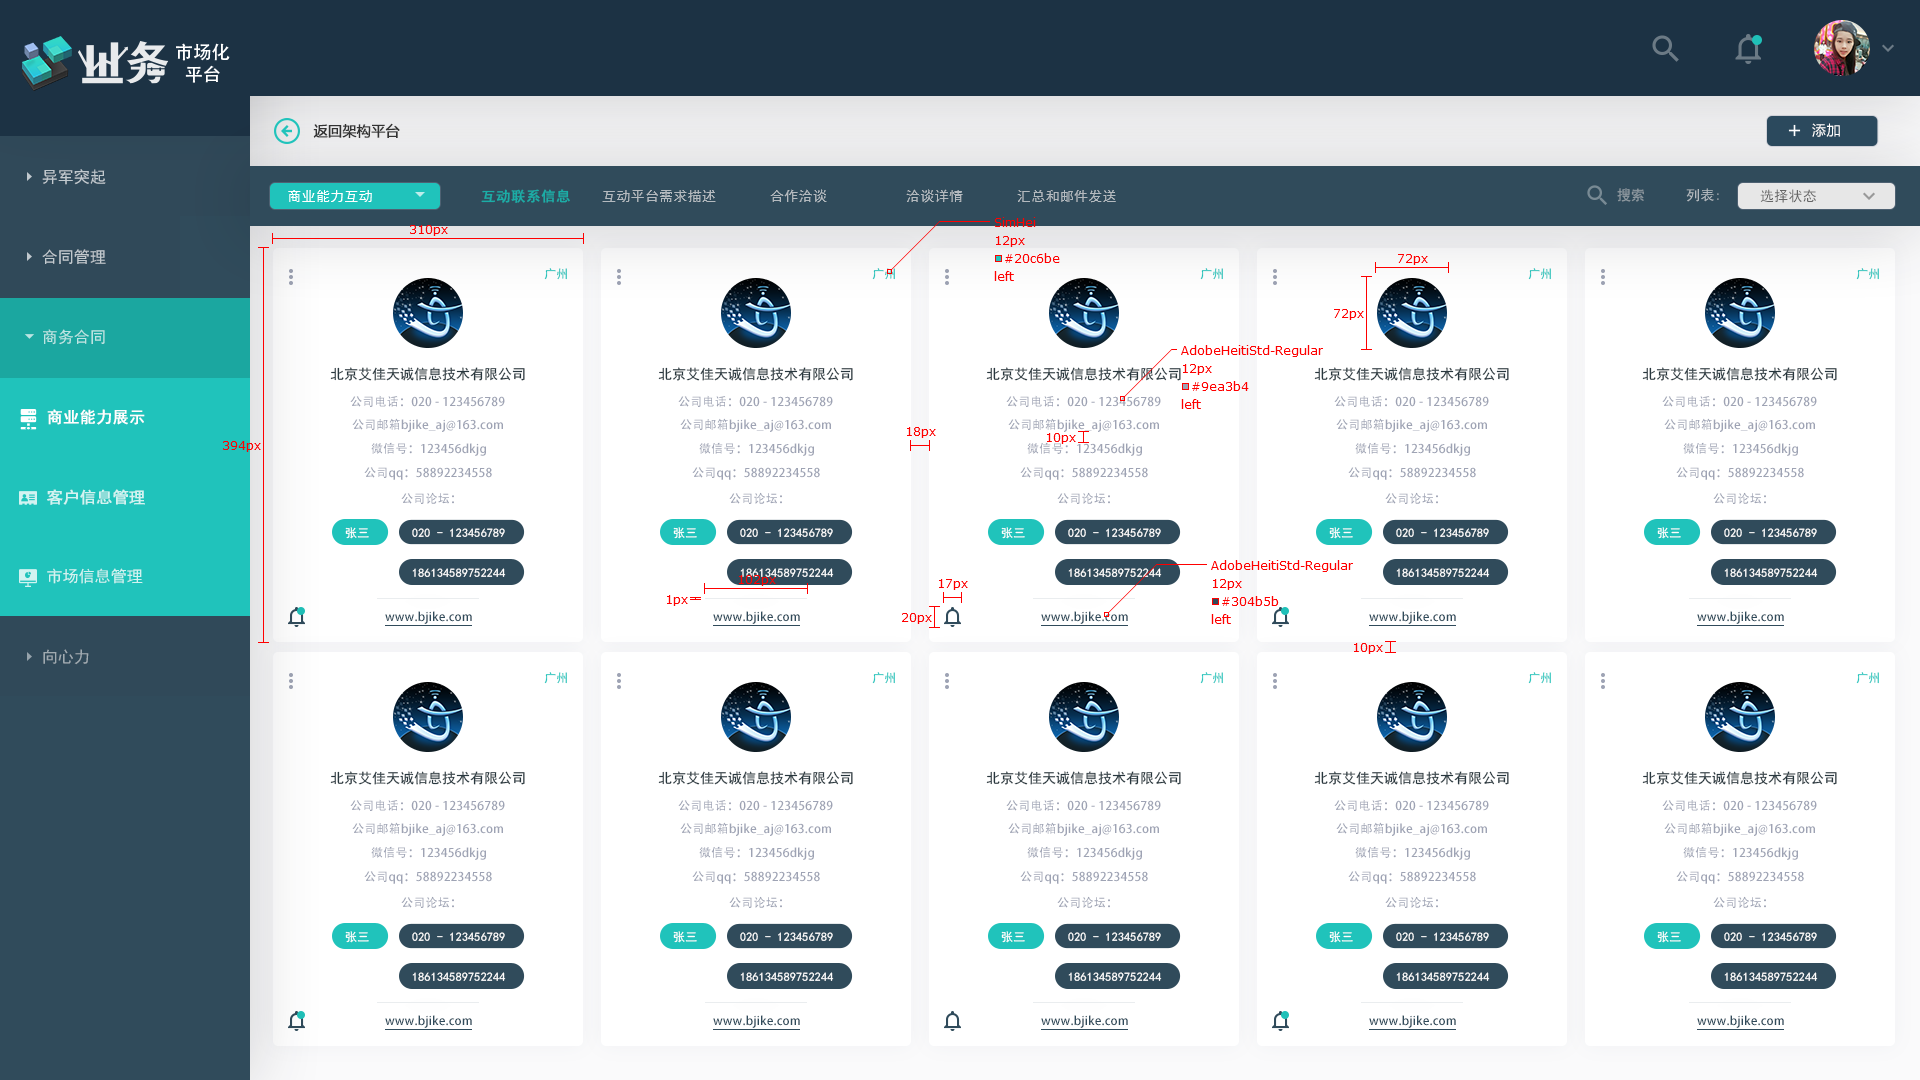 业务 市场化
平台
返回架构平台
+ 添加
异军突起
合同管理
商务合同
商业能力展示
客户信息管理
市场信息管理
向心力
商业能力互动
互动联系信息
互动平台需求描述
合作洽谈
洽谈详情
汇总和邮件发送
搜索
列表：
选择状态
310px
SimHei
12px
#20c6be
left
72px
72px
394px
AdobeHeitiStd-Regular
12px
#9ea3b4
left
18px
10px
AdobeHeitiStd-Regular
12px
#304b5b
left
1px
17px
20px
10px
广州
北京艾佳天诚信息技术有限公司
公司电话：020 - 123456789
公司邮箱bjike_aj@163.com
微信号：123456dkjg
公司qq：58892234558
公司论坛：
张三 020 - 123456789
186134589752244
www.bjike.com
广州
北京艾佳天诚信息技术有限公司
公司电话：020 - 123456789
公司邮箱bjike_aj@163.com
微信号：123456dkjg
公司qq：58892234558
公司论坛：
张三 020 - 123456789
186134589752244
www.bjike.com
广州
北京艾佳天诚信息技术有限公司
公司电话：020 - 123456789
公司邮箱bjike_aj@163.com
微信号：123456dkjg
公司qq：58892234558
公司论坛：
张三 020 - 123456789
186134589752244
www.bjike.com
广州
北京艾佳天诚信息技术有限公司
公司电话：020 - 123456789
公司邮箱bjike_aj@163.com
微信号：123456dkjg
公司qq：58892234558
公司论坛：
张三 020 - 123456789
186134589752244
www.bjike.com
广州
北京艾佳天诚信息技术有限公司
公司电话：020 - 123456789
公司邮箱bjike_aj@163.com
微信号：123456dkjg
公司qq：58892234558
公司论坛：
张三 020 - 123456789
186134589752244
www.bjike.com
广州
北京艾佳天诚信息技术有限公司
公司电话：020 - 123456789
公司邮箱bjike_aj@163.com
微信号：123456dkjg
公司qq：58892234558
公司论坛：
张三 020 - 123456789
186134589752244
www.bjike.com
广州
北京艾佳天诚信息技术有限公司
公司电话：020 - 123456789
公司邮箱bjike_aj@163.com
微信号：123456dkjg
公司qq：58892234558
公司论坛：
张三 020 - 123456789
186134589752244
www.bjike.com
广州
北京艾佳天诚信息技术有限公司
公司电话：020 - 123456789
公司邮箱bjike_aj@163.com
微信号：123456dkjg
公司qq：58892234558
公司论坛：
张三 020 - 123456789
186134589752244
www.bjike.com
广州
北京艾佳天诚信息技术有限公司
公司电话：020 - 123456789
公司邮箱bjike_aj@163.com
微信号：123456dkjg
公司qq：58892234558
公司论坛：
张三 020 - 123456789
186134589752244
www.bjike.com
广州
北京艾佳天诚信息技术有限公司
公司电话：020 - 123456789
公司邮箱bjike_aj@163.com
微信号：123456dkjg
公司qq：58892234558
公司论坛：
张三 020 - 123456789
186134589752244
www.bjike.com